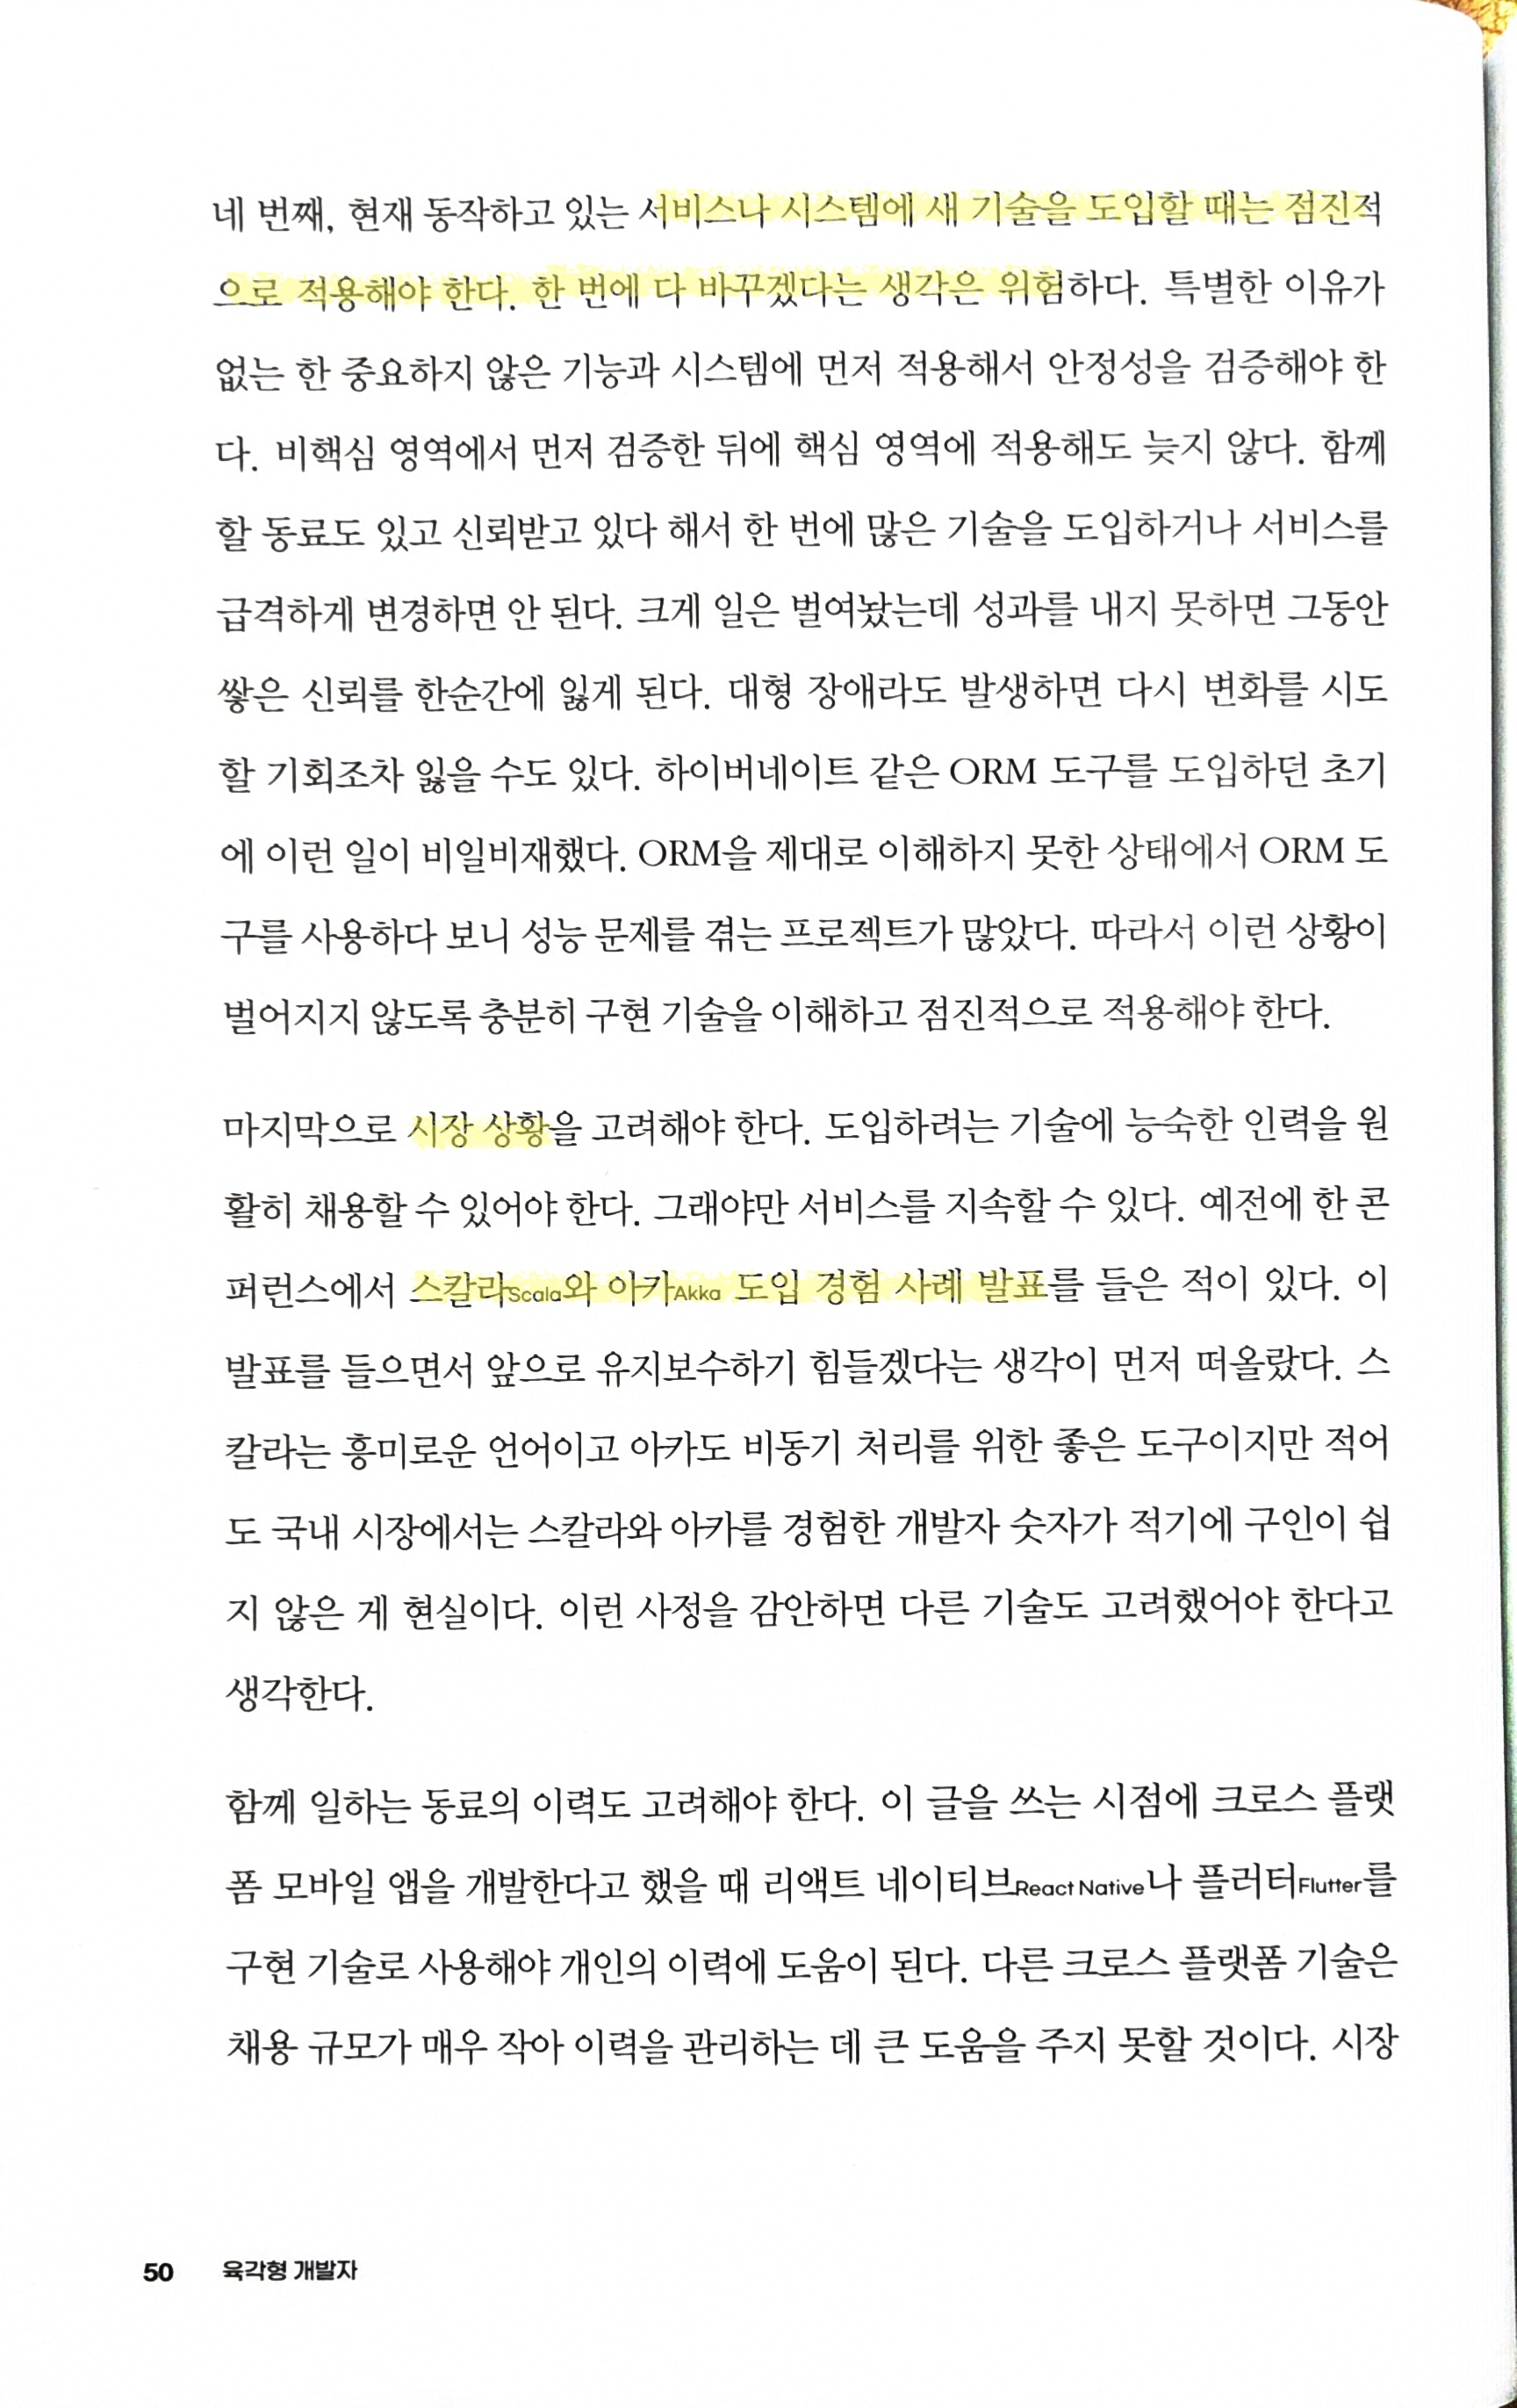 네 번째, 현재 동작하고 있는 서비스나 시스템에 새 기술을 도입할 때는 점진적
으로 적용해야 한다. 한 번에 다 바꾸겠다는 생각은 위험하다. 특별한 이유가
없는 한 중요하지 않은 기능과 시스템에 먼저 적용해서 안정성을 검증해야 한
다. 비핵심 영역에서 먼저 검증한 뒤에 핵심 영역에 적용해도 늦지 않다. 함께
할 동료도 있고 신뢰받고 있다 해서 한 번에 많은 기술을 도입하거나 서비스를
급격하게 변경하면 안 된다. 크게 일은 벌여놨는데 성과를 내지 못하면 그동안
쌓은 신뢰를 한순간에 잃게 된다. 대형 장애라도 발생하면 다시 변화를 시도
할 기회조차 잃을 수도 있다. 하이버네이트 같은 ORM 도구를 도입하던 초기
에 이런 일이 비일비재했다. ORM을 제대로 이해하지 못한 상태에서 ORM 도
구를 사용하다 보니 성능 문제를 겪는 프로젝트가 많았다. 따라서 이런 상황이
벌어지지 않도록 충분히 구현 기술을 이해하고 점진적으로 적용해야 한다.
마지막으로 시장 상황을 고려해야 한다. 도입하려는 기술에 능숙한 인력을 원
활히 채용할 수 있어야 한다. 그래야만 서비스를 지속할 수 있다. 예전에 한 콘
퍼런스에서 스칼라Scala와 아카Akka 도입 경험 사례 발표를 들은 적이 있다. 이
발표를 들으면서 앞으로 유지보수하기 힘들겠다는 생각이 먼저 떠올랐다. 스
칼라는 흥미로운 언어이고 아카도 비동기 처리를 위한 좋은 도구이지만 적어
도 국내 시장에서는 스칼라와 아카를 경험한 개발자 숫자가 적기에 구인이 쉽
지 않은 게 현실이다. 이런 사정을 감안하면 다른 기술도 고려했어야 한다고
생각한다.
함께 일하는 동료의 이력도 고려해야 한다. 이 글을 쓰는 시점에 크로스 플랫
폼 모바일 앱을 개발한다고 했을 때 리액트 네이티브React Native나 플러터Flutter를
구현 기술로 사용해야 개인의 이력에 도움이 된다. 다른 크로스 플랫폼 기술은
채용 규모가 매우 작아 이력을 관리하는 데 큰 도움을 주지 못할 것이다. 시장
50 육각형 개발자